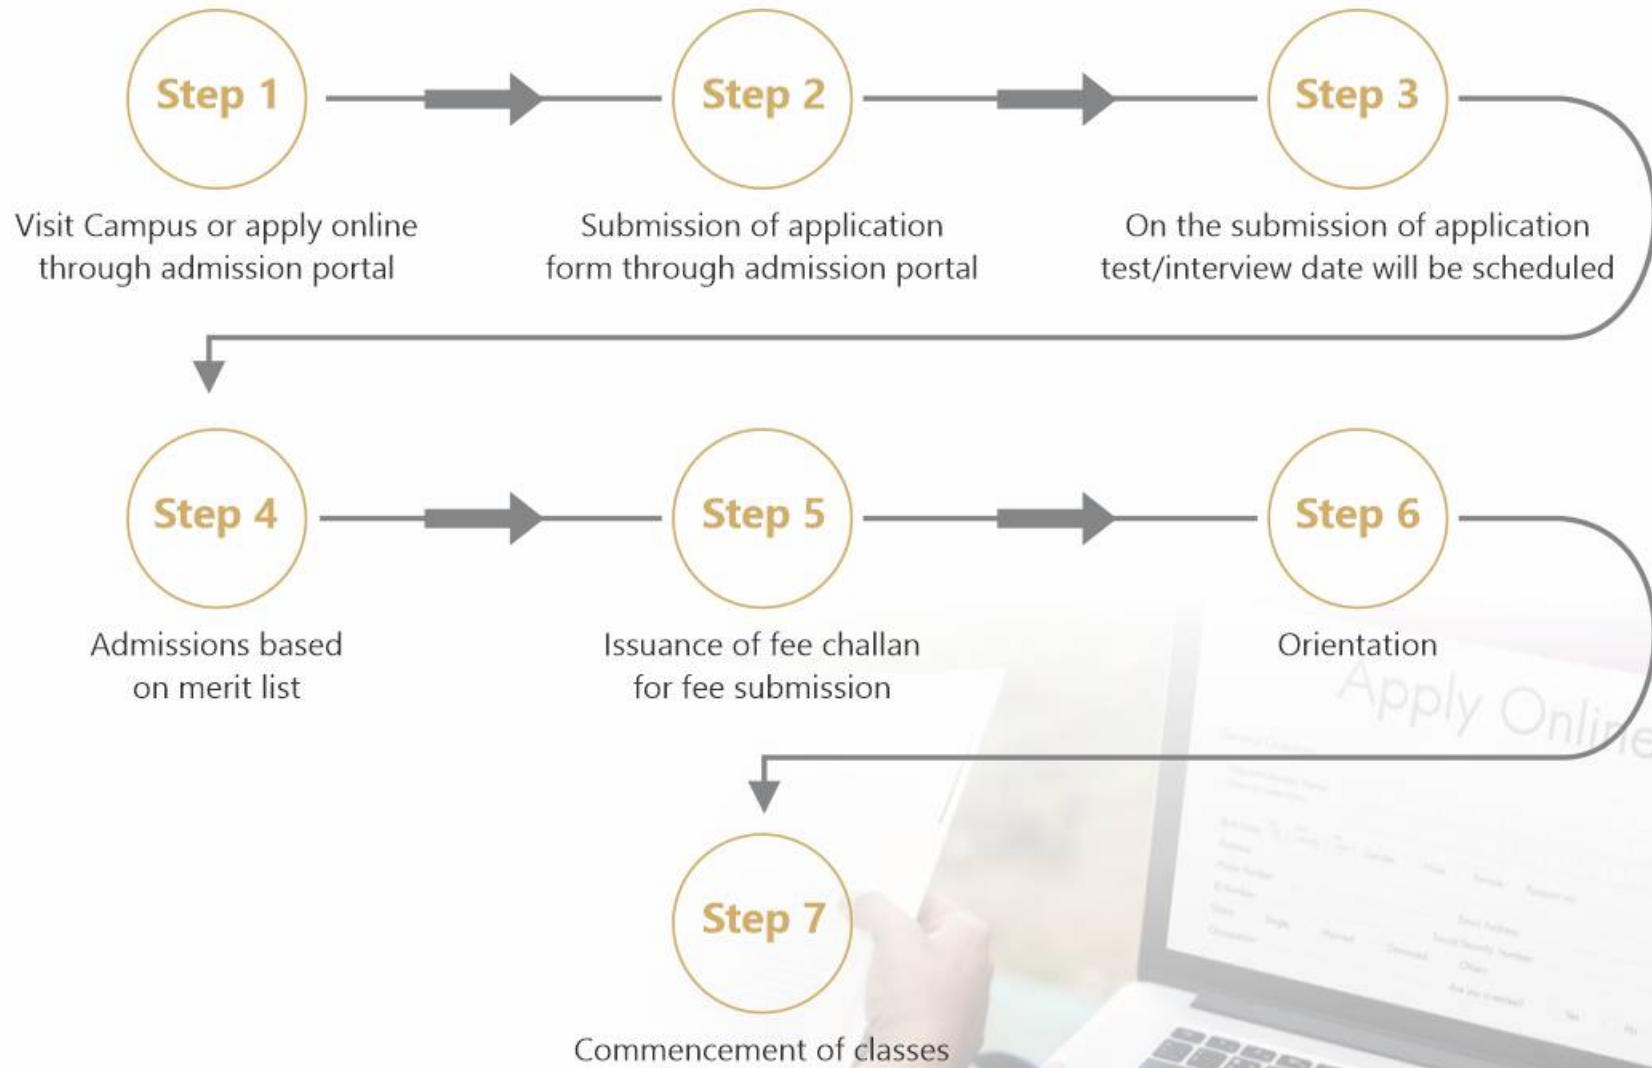 Step 1
Step 2
Step 3
Visit Campus or apply online
through admission portal
Submission of application
form through admission portal
On the submission of application
test/interview date will be scheduled
Step 4
Step 5
Step 6
Admissions based
on merit list
Issuance of fee challan
for fee submission
Orientation
Apply Online
Step 7
Commencement of classes